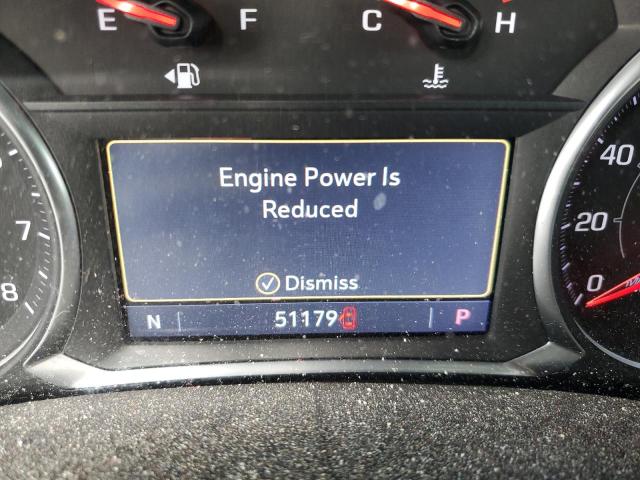 E F C H
Engine Power Is
Reduced
Dismiss
N 51179 P
7
8
40
20
0